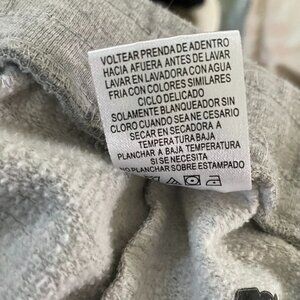 VOLTEAR PRENDA DE ADENTRO
HACIA AFUERA ANTES DE LAVAR
LAVAR EN LAVADORA CON AGUA
FRIA CON COLORES SIMILARES
CICLO DELICADO
SOLAMENTE BLANQUEADOR SIN
CLORO CUANDO SEA NE CESARIO
SECAR EN SECADORA A
TEMPERATURA BAJA
PLANCHAR A BAJA TEMPERATURA
SI SE NECESITA
NO PLANCHAR SOBRE ESTAMPADO